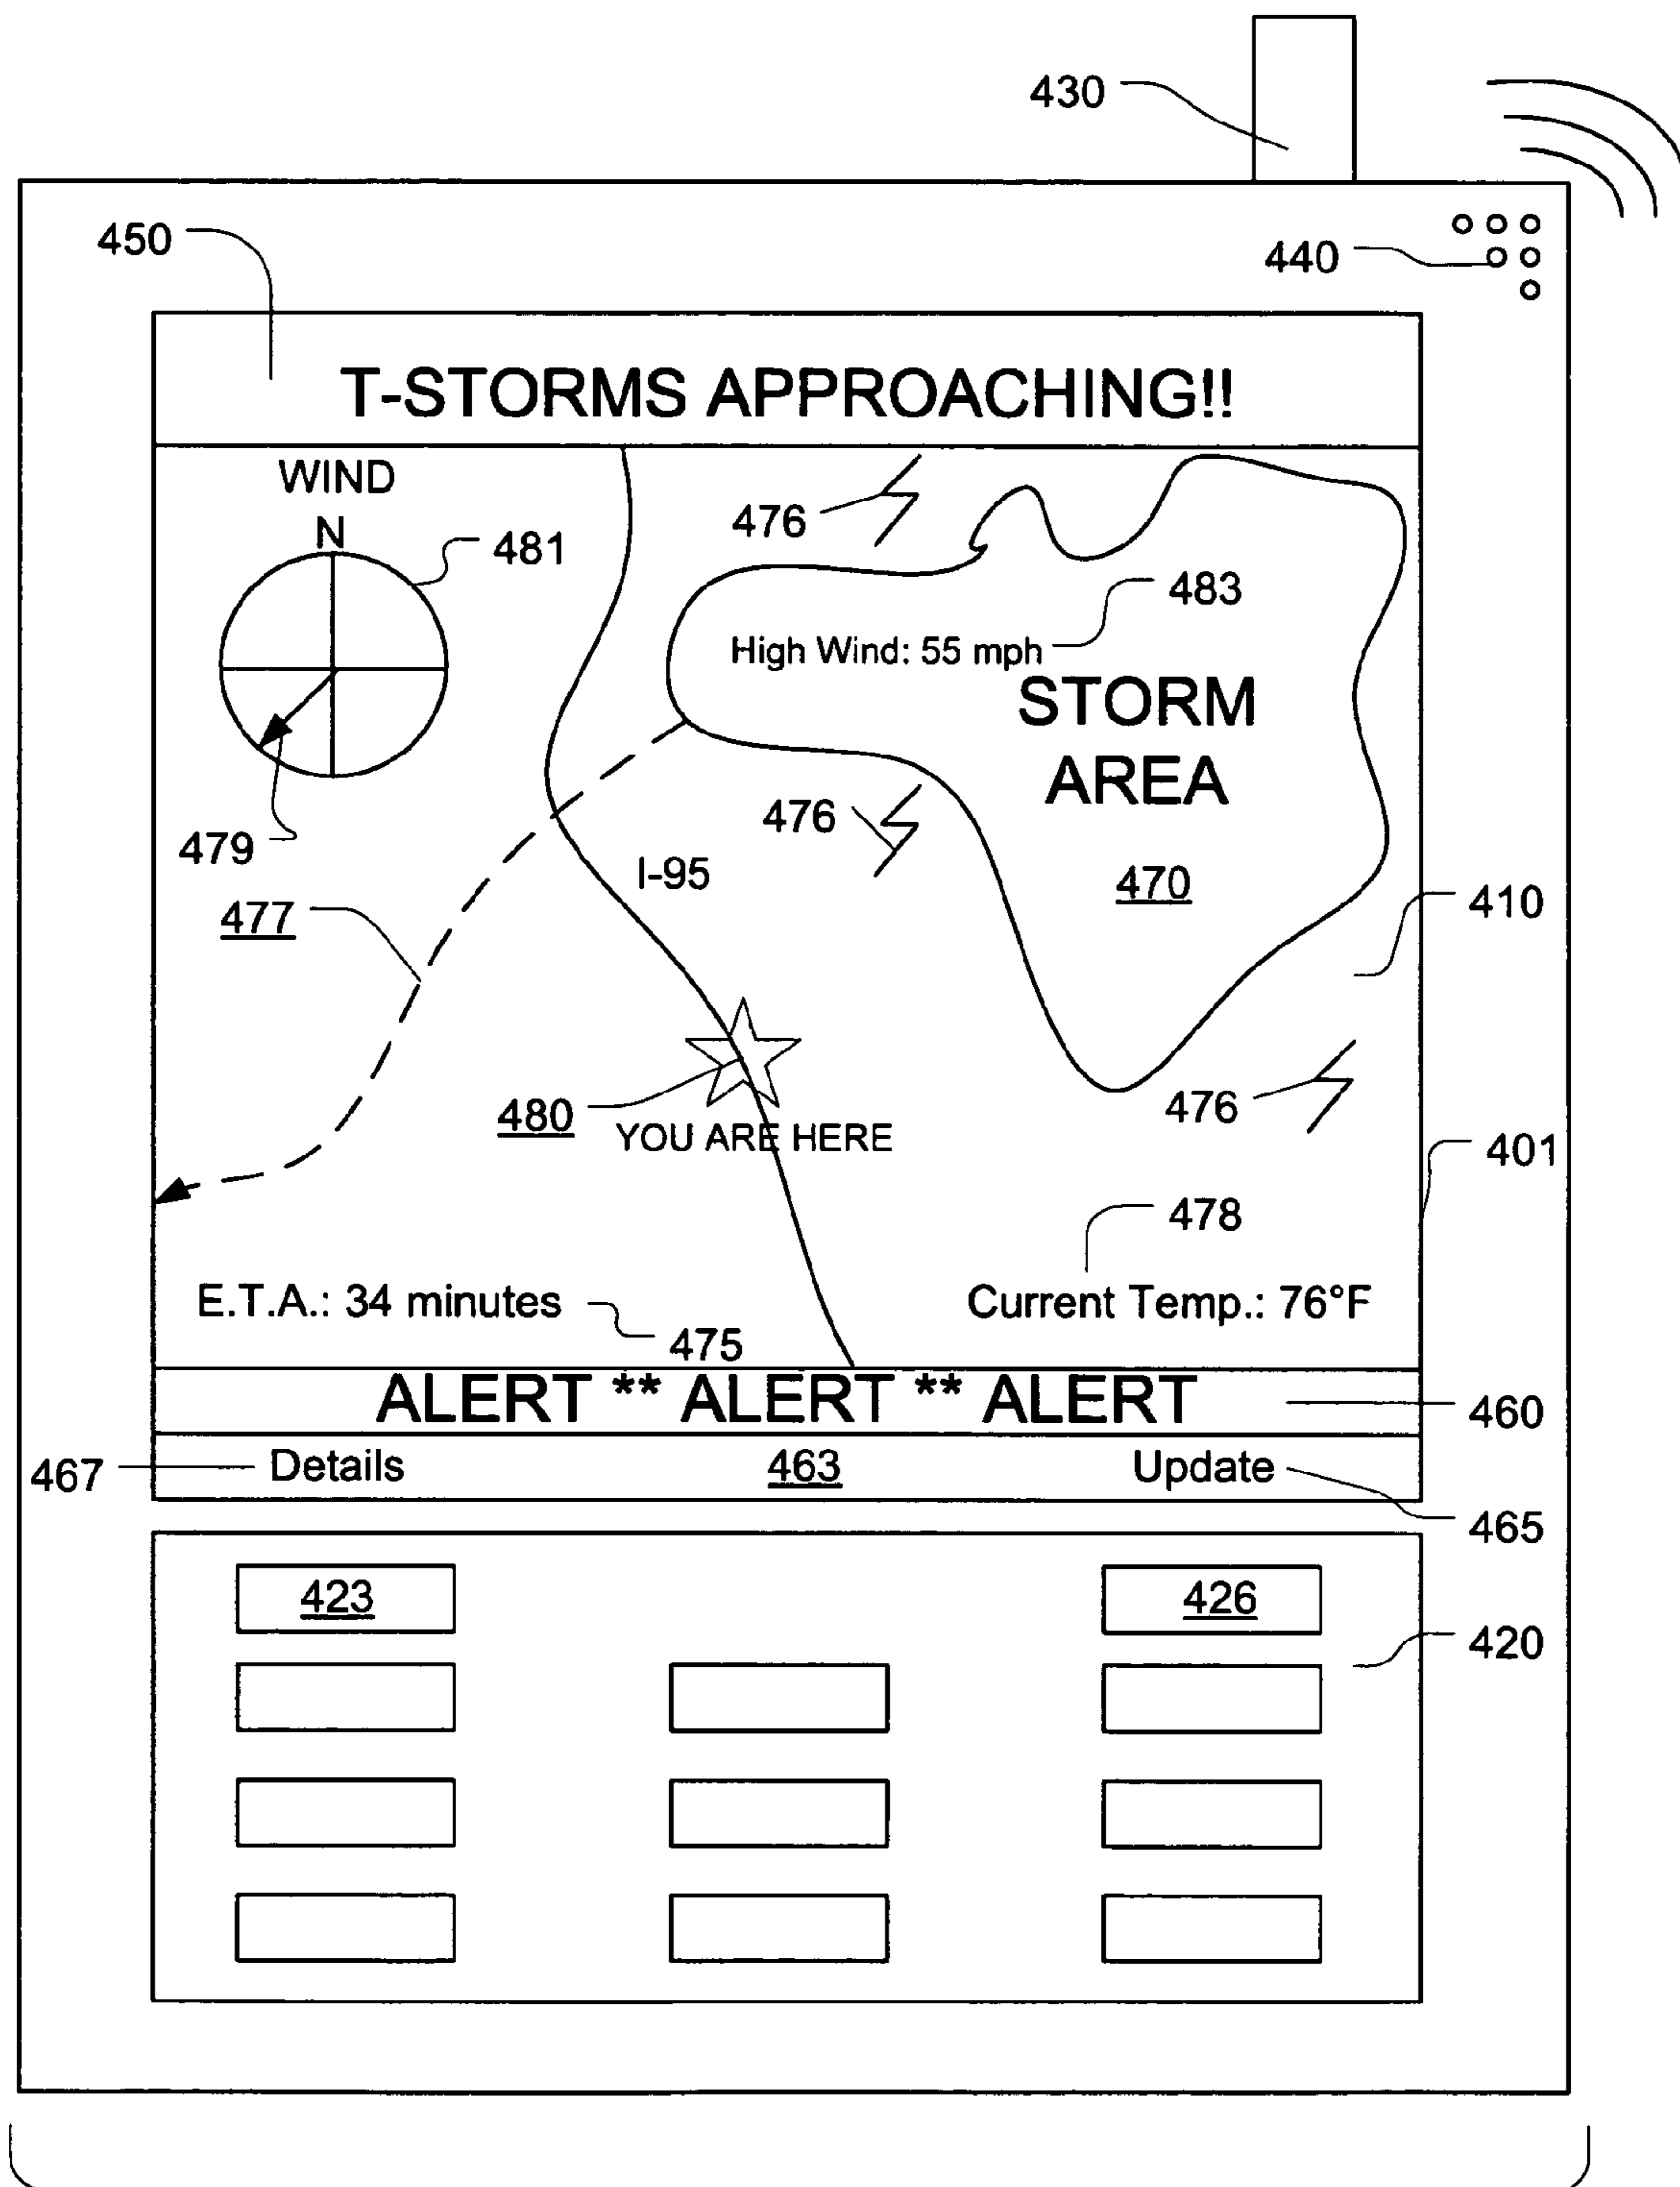 430
450
440
T-STORMS APPROACHING!!
WIND
N
481
476
483
High Wind: 55 mph
STORM
AREA
479
476
I-95
470
410
477
480
YOU ARE HERE
476
401
478
E.T.A.: 34 minutes
Current Temp.: 76°F
475
ALERT ** ALERT ** ALERT
460
467
Details
463
Update
465
423
426
420